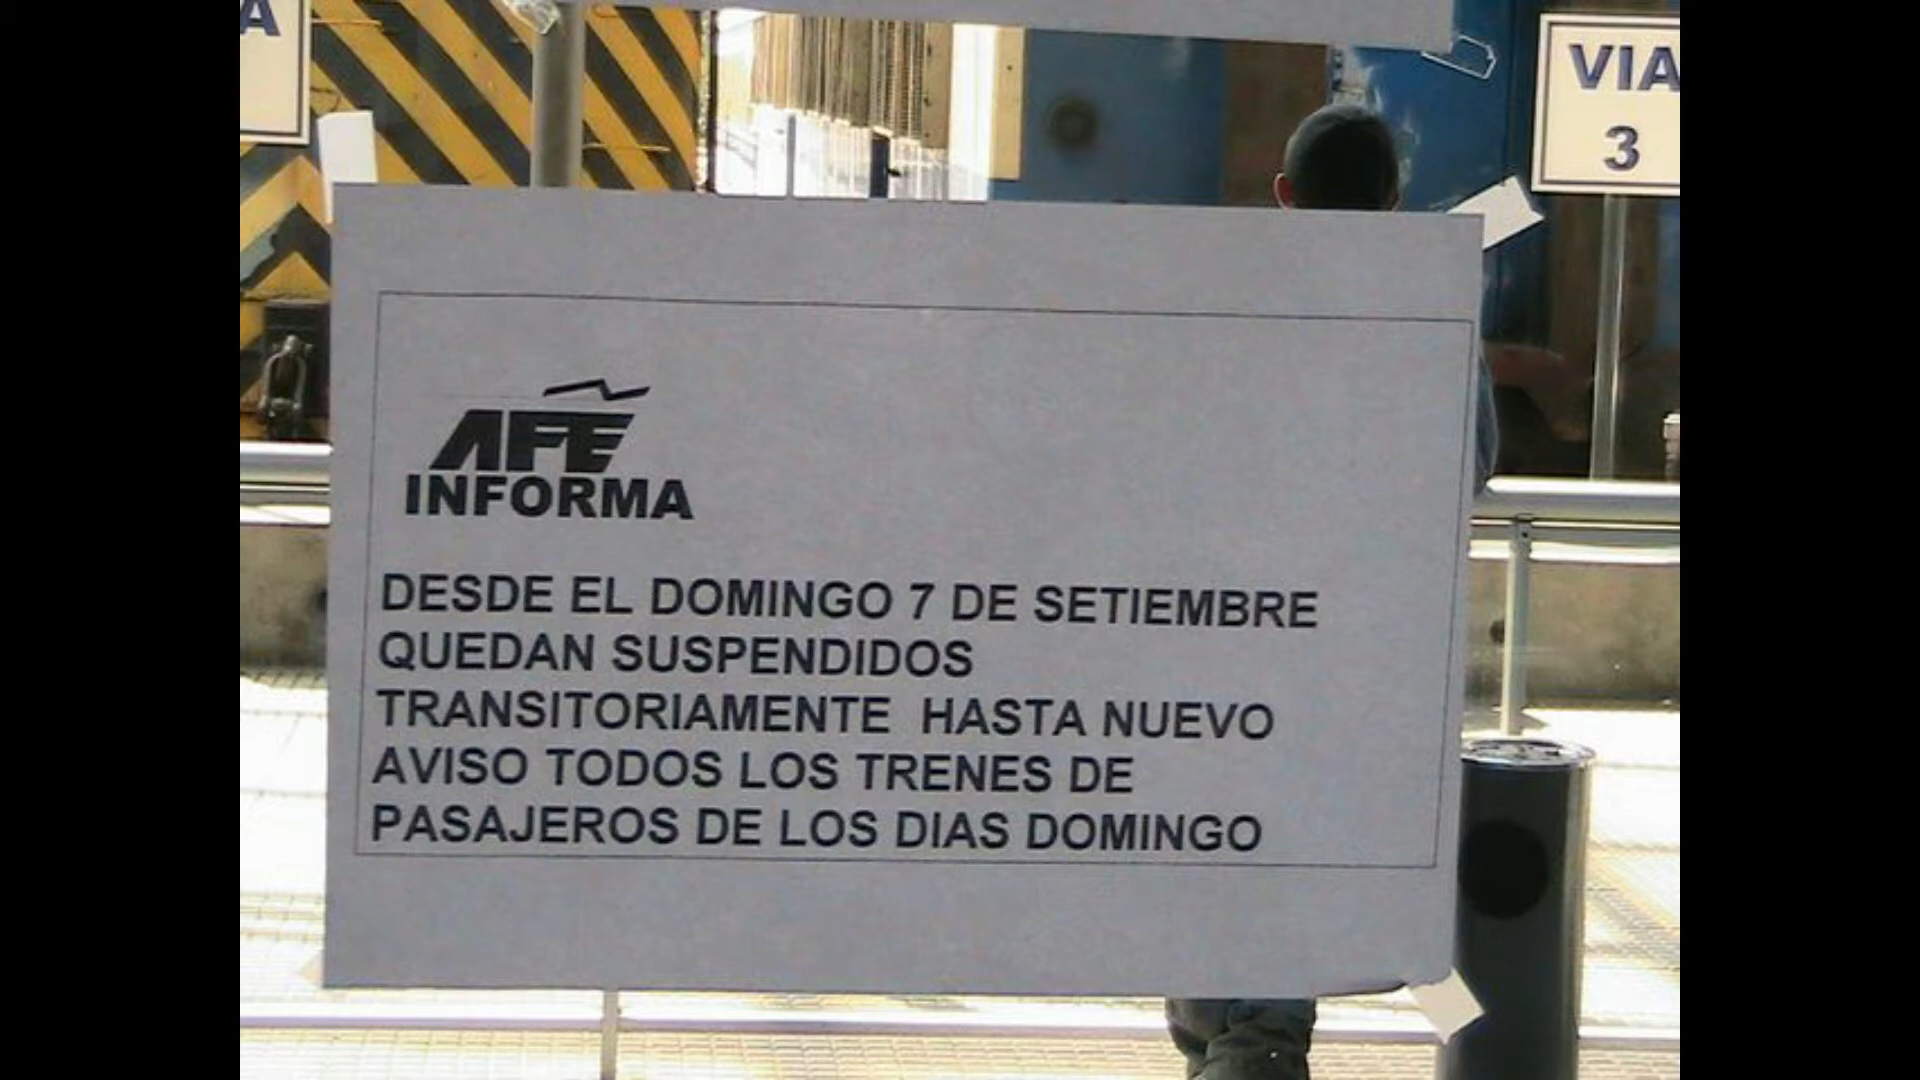 A
VIA
3
AFE
INFORMA
DESDE EL DOMINGO 7 DE SETIEMBRE
QUEDAN SUSPENDIDOS
TRANSITORIAMENTE HASTA NUEVO
AVISO TODOS LOS TRENES DE
PASAJEROS DE LOS DIAS DOMINGO